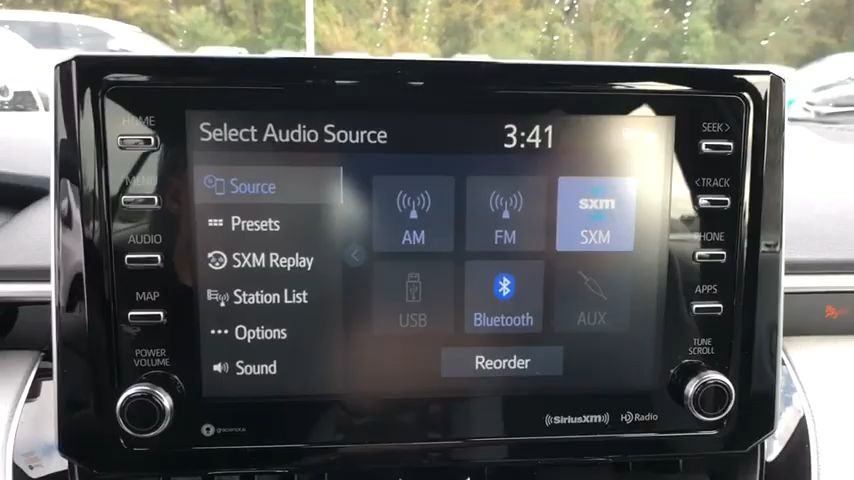 HOME
MENU
AUDIO
MAP
POWER
VOLUME
Select Audio Source
3:41
Source
Presets
SXM Replay
Station List
Options
Sound
AM
FM
sxm
SXM
USB
Bluetooth
AUX
Reorder
SEEK>
<TRACK
PHONE
APPS
TUNE
SCROLL
gracenote
SiriusXM
HD Radio